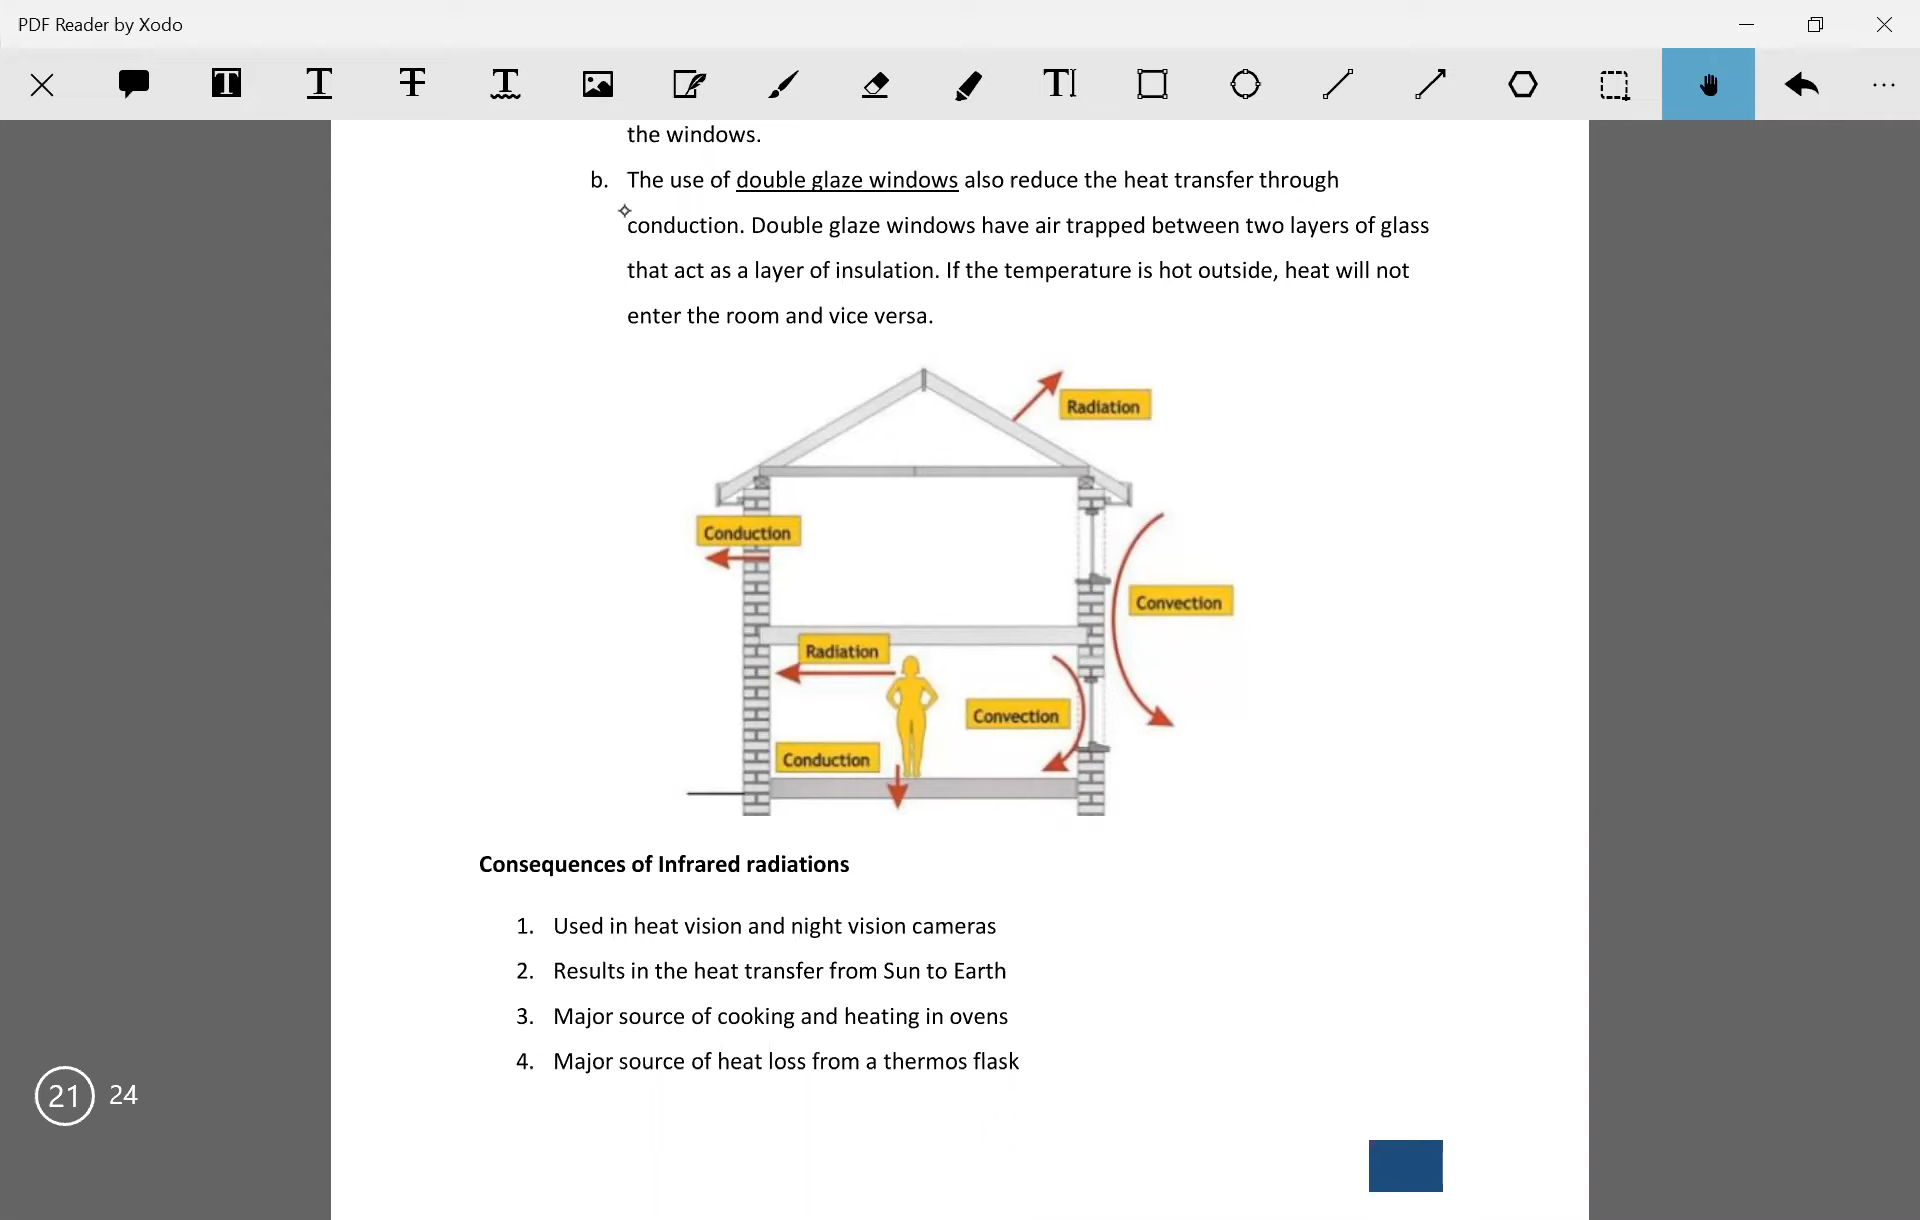 PDF Reader by Xodo
the windows.
b. The use of double glaze windows also reduce the heat transfer through
conduction. Double glaze windows have air trapped between two layers of glass
that act as a layer of insulation. If the temperature is hot outside, heat will not
enter the room and vice versa.
Radiation
Conduction
Convection
Radiation
Convection
Conduction
Consequences of Infrared radiations
1. Used in heat vision and night vision cameras
2. Results in the heat transfer from Sun to Earth
3. Major source of cooking and heating in ovens
4. Major source of heat loss from a thermos flask
21 24